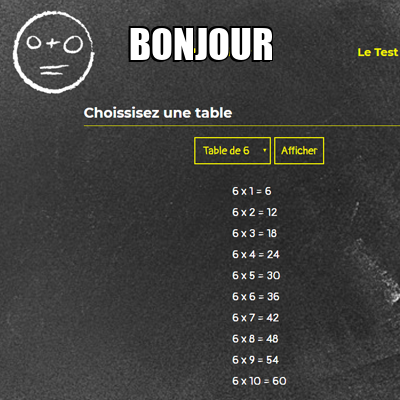 BONJOUR
Le Test
Choissisez une table
Table de 6
Afficher
6 x 1 = 6
6 x 2 = 12
6 x 3 = 18
6 x 4 = 24
6 x 5 = 30
6 x 6 = 36
6 x 7 = 42
6 x 8 = 48
6 x 9 = 54
6 x 10 = 60